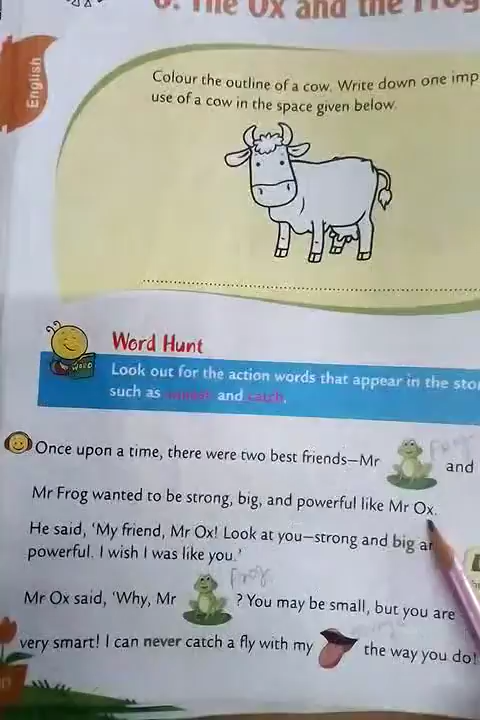 6. The Ox and the Frog
English
Colour the outline of a cow. Write down one imp
use of a cow in the space given below.
Word Hunt
WORD
Look out for the action words that appear in the sto
such as and catch.
Frog
Once upon a time, there were two best friends—Mr and
Mr Frog wanted to be strong, big, and powerful like Mr Ox.
He said, 'My friend, Mr Ox! Look at you—strong and big a
powerful. I wish I was like you.'
Frog
Mr Ox said, 'Why, Mr ? You may be small, but you are
very smart! I can never catch a fly with my the way you do!